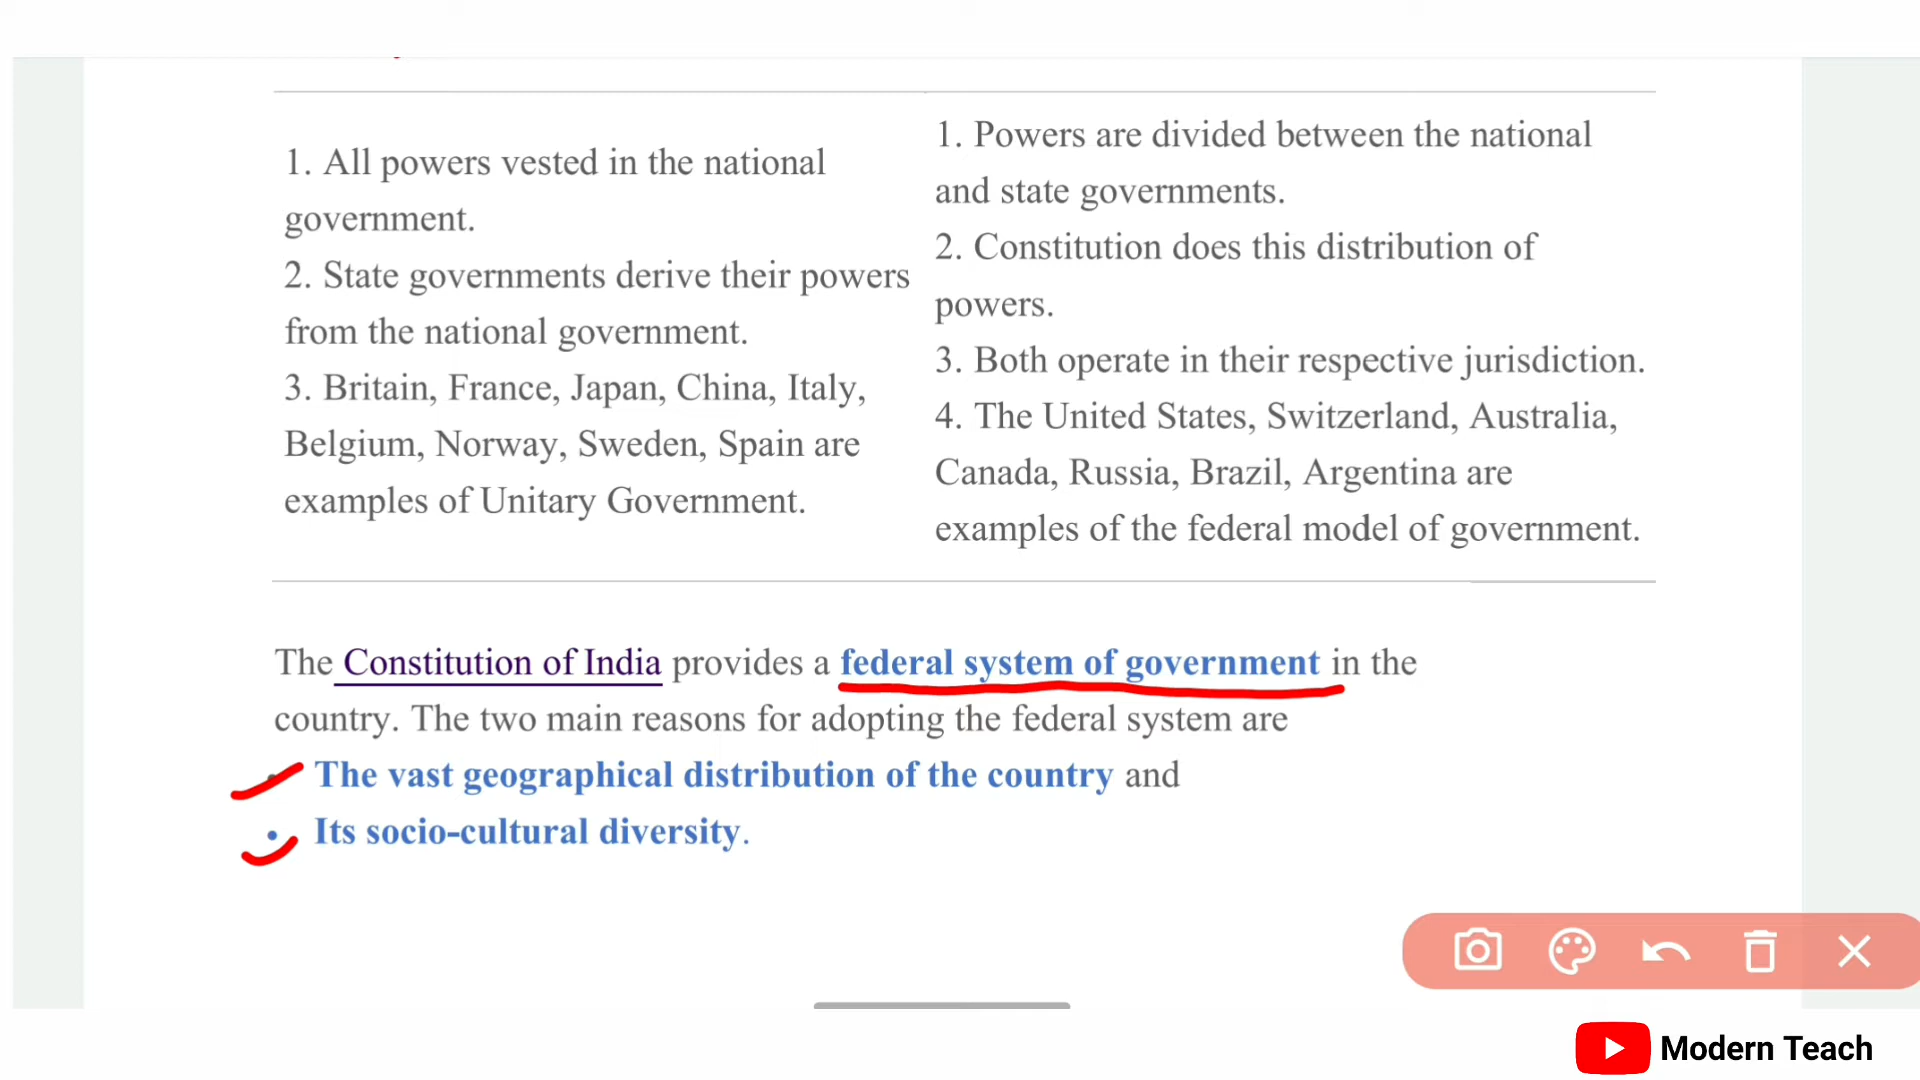 1. All powers vested in the national
government.
2. State governments derive their powers
from the national government.
3. Britain, France, Japan, China, Italy,
Belgium, Norway, Sweden, Spain are
examples of Unitary Government.
1. Powers are divided between the national
and state governments.
2. Constitution does this distribution of
powers.
3. Both operate in their respective jurisdiction.
4. The United States, Switzerland, Australia,
Canada, Russia, Brazil, Argentina are
examples of the federal model of government.
The Constitution of India provides a federal system of government in the
country. The two main reasons for adopting the federal system are
• The vast geographical distribution of the country and
• Its socio-cultural diversity.
Modern Teach